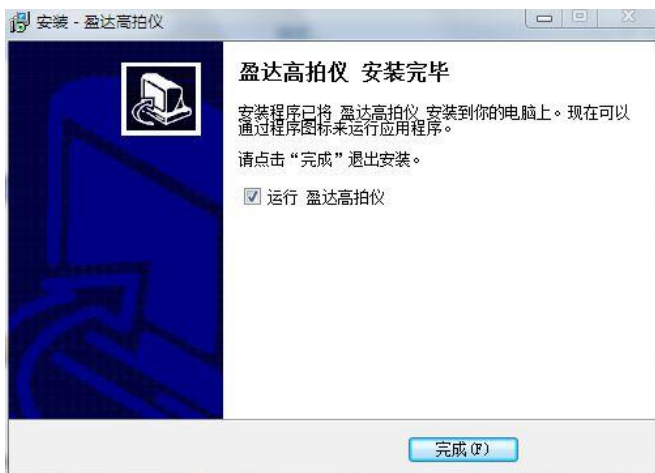 安装 - 盈达高拍仪
盈达高拍仪 安装完毕
安装程序已将 盈达高拍仪 安装到你的电脑上。现在可以
通过程序图标来运行应用程序。
请点击“完成”退出安装。
运行 盈达高拍仪
完成(F)